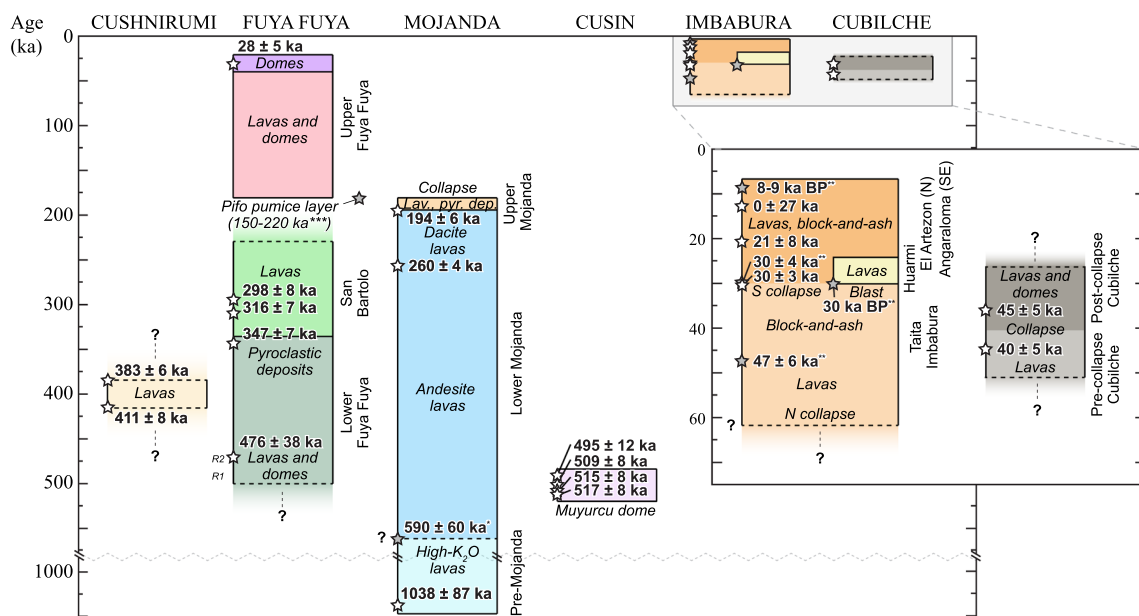 Age
(ka)
CUSHNIRUMI
FUYA FUYA
MOJANDA
CUSIN
IMBABURA
CUBILCHE
0
100
200
300
400
500
1000
?
383 ± 6 ka
Lavas
411 ± 8 ka
?
28 ± 5 ka
Domes
Lavas and
domes
Upper
Fuya Fuya
Pifo pumice layer
(150-220 ka***)
Lavas
298 ± 8 ka
316 ± 7 ka
San
Bartolo
347 ± 7 ka
Pyroclastic
deposits
476 ± 38 ka
R2
Lavas and
domes
R1
Lower
Fuya Fuya
?
Collapse
Lav., pyr. dep.
Upper
Mojanda
194 ± 6 ka
Dacite
lavas
260 ± 4 ka
Andesite
lavas
Lower Mojanda
590 ± 60 ka*
?
High-K2O
lavas
1038 ± 87 ka
Pre-Mojanda
495 ± 12 ka
509 ± 8 ka
515 ± 8 ka
517 ± 8 ka
Muyurcu dome
0
20
40
60
8-9 ka BP**
0 ± 27 ka
Lavas, block-and-ash
21 ± 8 ka
30 ± 4 ka**
30 ± 3 ka
S collapse
Lavas
Blast
30 ka BP**
Block-and-ash
47 ± 6 ka**
Lavas
N collapse
?
?
Huarmi
El Artezon (N)
Angaraloma (SE)
Taita
Imbabura
?
Lavas and
domes
45 ± 5 ka
Collapse
40 ± 5 ka
Lavas
?
Post-collapse
Cubilche
Pre-collapse
Cubilche